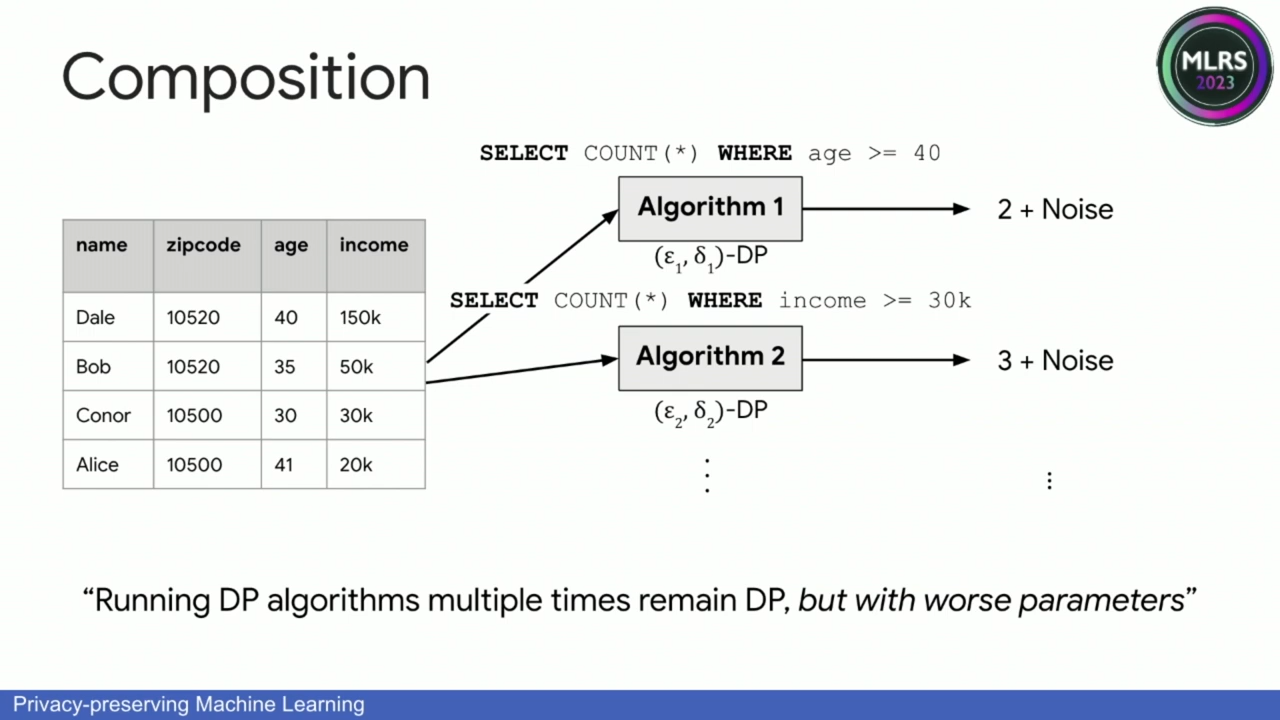 Composition
MLRS
2023
SELECT COUNT(*) WHERE age >= 40
Algorithm 1
2 + Noise
(ε₁, δ₁)-DP
name zipcode age income
Dale 10520 40 150k
Bob 10520 35 50k
Conor 10500 30 30k
Alice 10500 41 20k
SELECT COUNT(*) WHERE income >= 30k
Algorithm 2
3 + Noise
(ε₂, δ₂)-DP
⋮
⋮
“Running DP algorithms multiple times remain DP, but with worse parameters”
Privacy-preserving Machine Learning